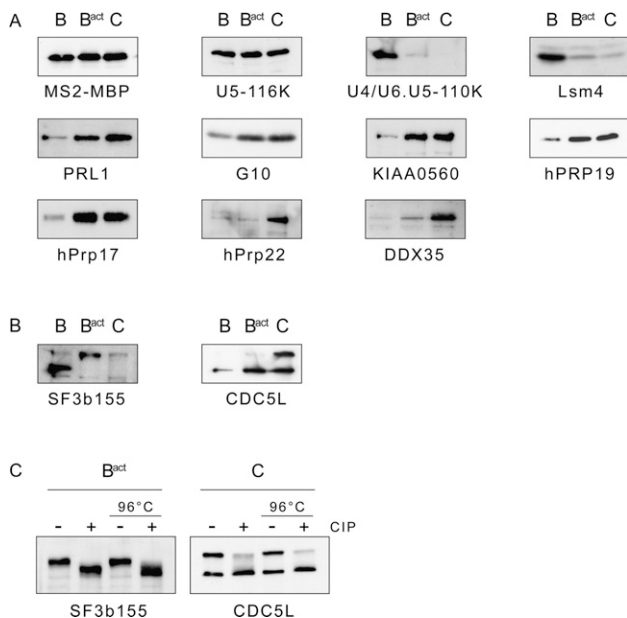 A B Bact C B Bact C B Bact C B Bact C
MS2-MBP U5-116K U4/U6.U5-110K Lsm4
PRL1 G10 KIAA0560 hPRP19
hPrp17 hPrp22 DDX35
B B Bact C B Bact C
SF3b155 CDC5L
C Bact C
96°C 96°C
- + - + - + - + CIP
SF3b155 CDC5L